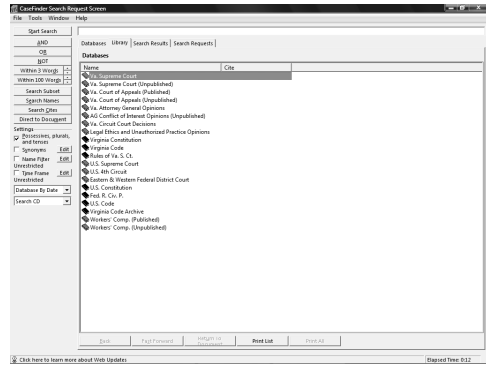 CaseFinder Search Request Screen
File Tools Window Help
Start Search
AND
OR
NOT
Within 3 Words
Within 100 Words
Search Subset
Search Names
Search Cites
Direct to Document
Settings
Possessives, plurals, and tenses
Synonyms Edit
Name Filter Edit
Unrestricted
Time Frame Edit
Unrestricted
Database By Date
Search CD
Databases Library Search Results Search Requests
Databases
Name Cite
Va. Supreme Court
Va. Supreme Court (Unpublished)
Va. Court of Appeals (Published)
Va. Court of Appeals (Unpublished)
Va. Attorney General Opinions
AG Conflict of Interest Opinions (Unpublished)
Va. Circuit Court Decisions
Legal Ethics and Unauthorized Practice Opinions
Virginia Constitution
Virginia Code
Rules of Va. S. Ct.
U.S. Supreme Court
U.S. 4th Circuit
Eastern & Western Federal District Court
U.S. Constitution
Fed. R. Civ. P.
U.S. Code
Virginia Code Archive
Workers' Comp. (Published)
Workers' Comp. (Unpublished)
Back Fast Forward Return To Document Print List Print All
Click here to learn more about Web Updates Elapsed Time: 0:12